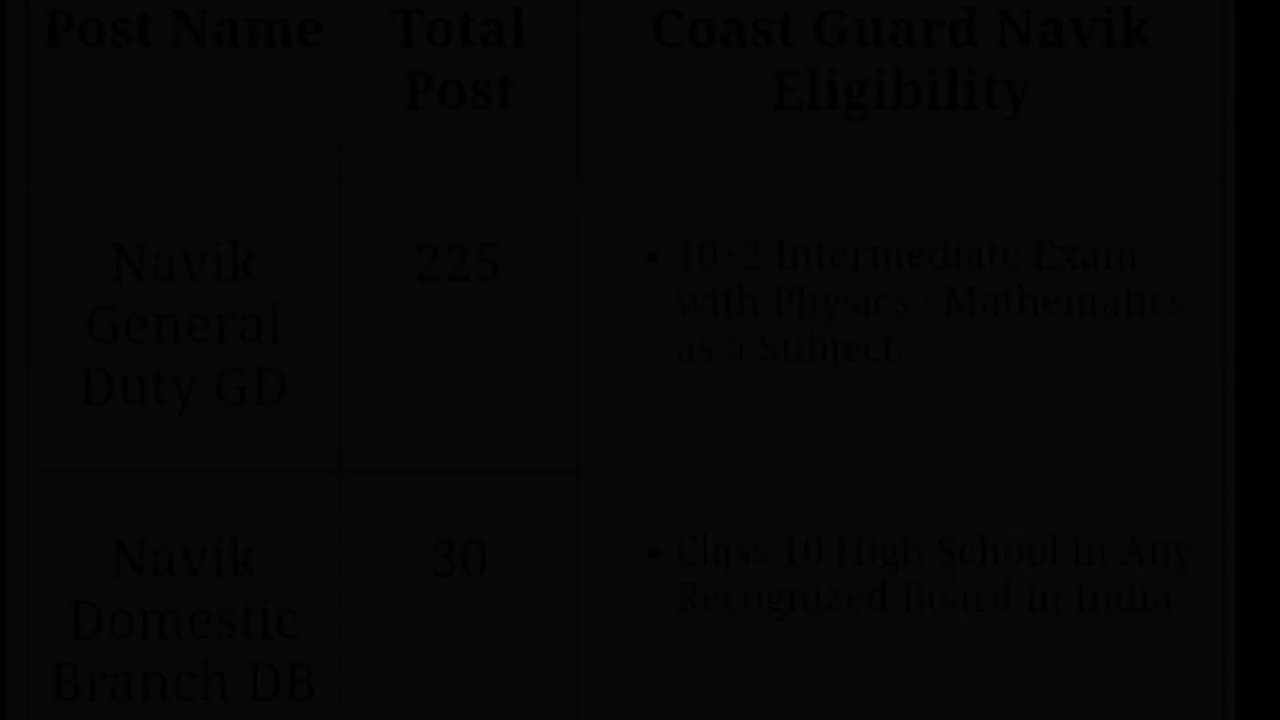 Post Name
Total
Post
Coast Guard Navik
Eligibility
Navik
General
Duty GD
225
• 10+2 Intermediate Exam
with Physics / Mathematics
as a Subject.
Navik
Domestic
Branch DB
30
• Class 10 High School in Any
Recognized Board in India.